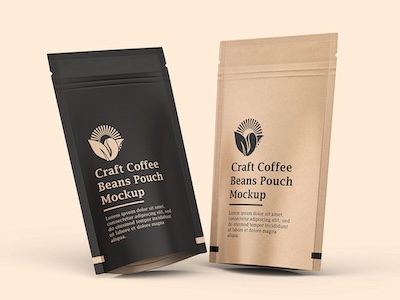 Craft Coffee
Beans Pouch
Mockup
Lorem ipsum dolor sit amet,
consectetur adipiscing elit, sed
do eiusmod tempor incididunt
ut labore et dolore magna
aliqua.
Craft Coffee
Beans Pouch
Mockup
Lorem ipsum dolor sit amet,
consectetur adipiscing elit, sed
do eiusmod tempor incididunt
ut labore et dolore magna
aliqua.